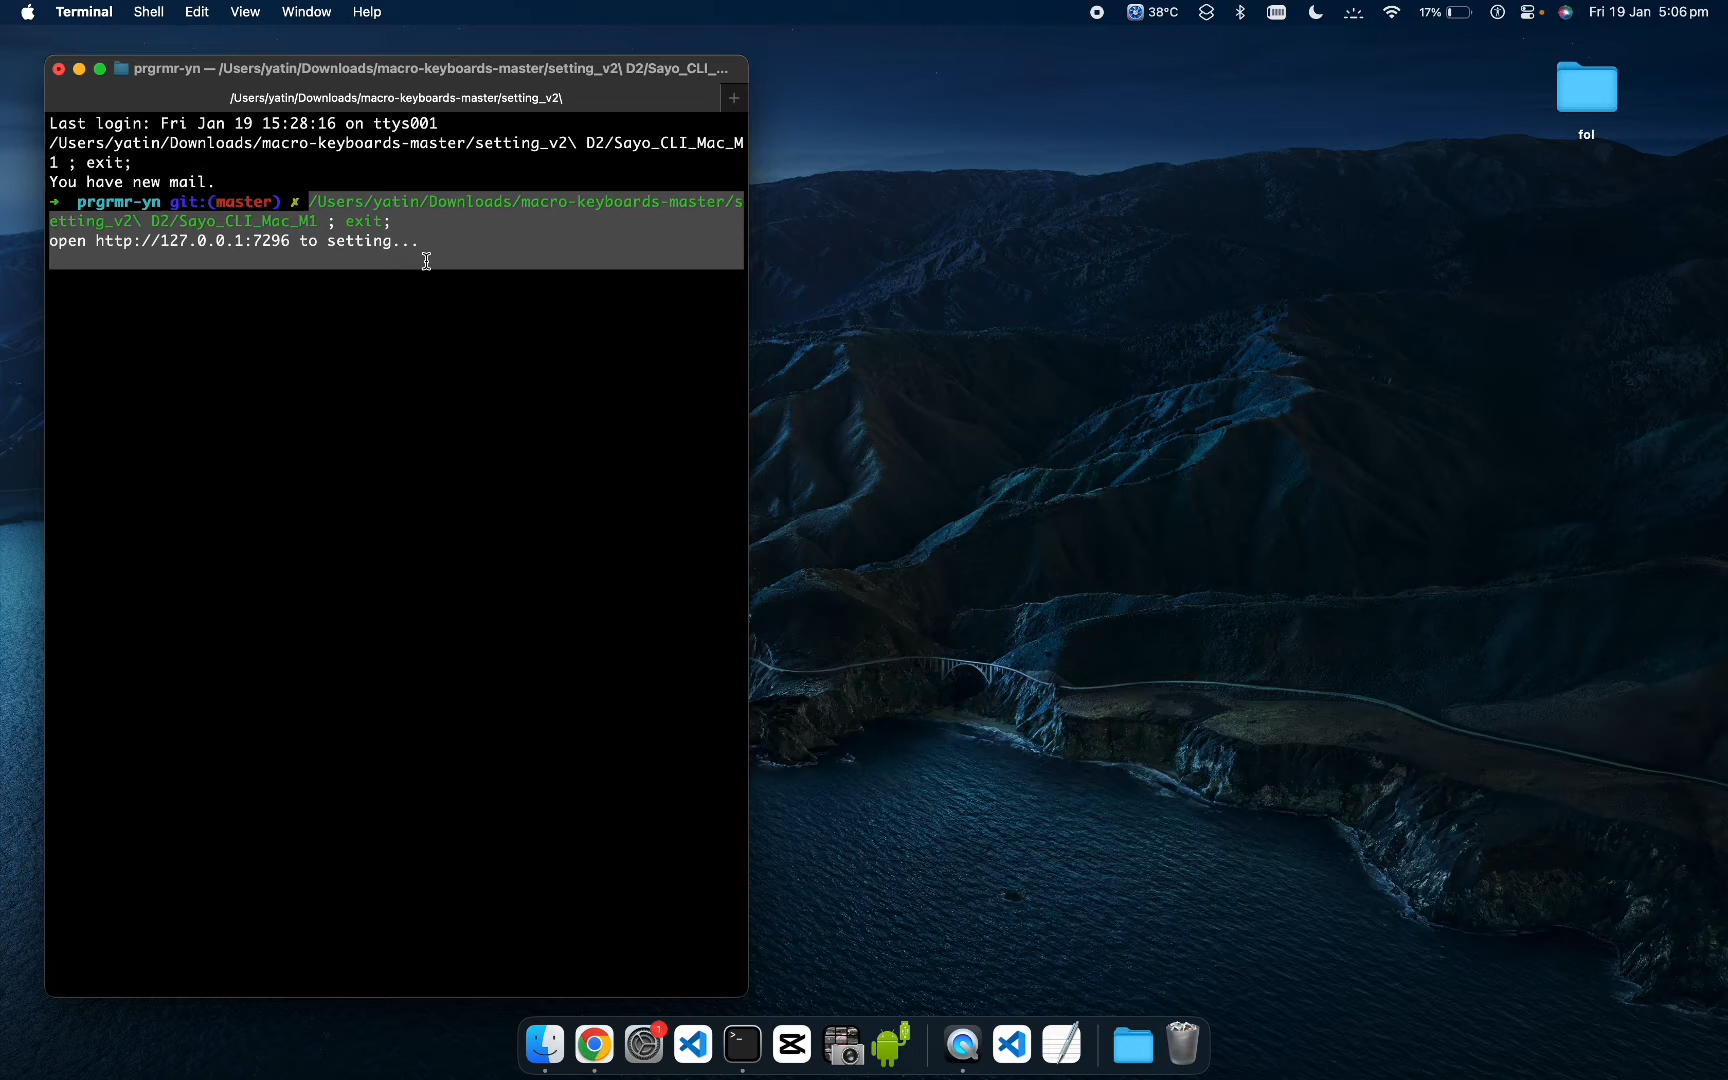 Terminal Shell Edit View Window Help
38°C 17% Fri 19 Jan 5:06 pm
prgrmr-yn — /Users/yatin/Downloads/macro-keyboards-master/setting_v2\ D2/Sayo_CLI_...
/Users/yatin/Downloads/macro-keyboards-master/setting_v2\ +
Last login: Fri Jan 19 15:28:16 on ttys001
/Users/yatin/Downloads/macro-keyboards-master/setting_v2\ D2/Sayo_CLI_Mac_M
1 ; exit;
You have new mail.
➜ prgrmr-yn git:(master) ✗ /Users/yatin/Downloads/macro-keyboards-master/s
etting_v2\ D2/Sayo_CLI_Mac_M1 ; exit;
open http://127.0.0.1:7296 to setting...
fol
1